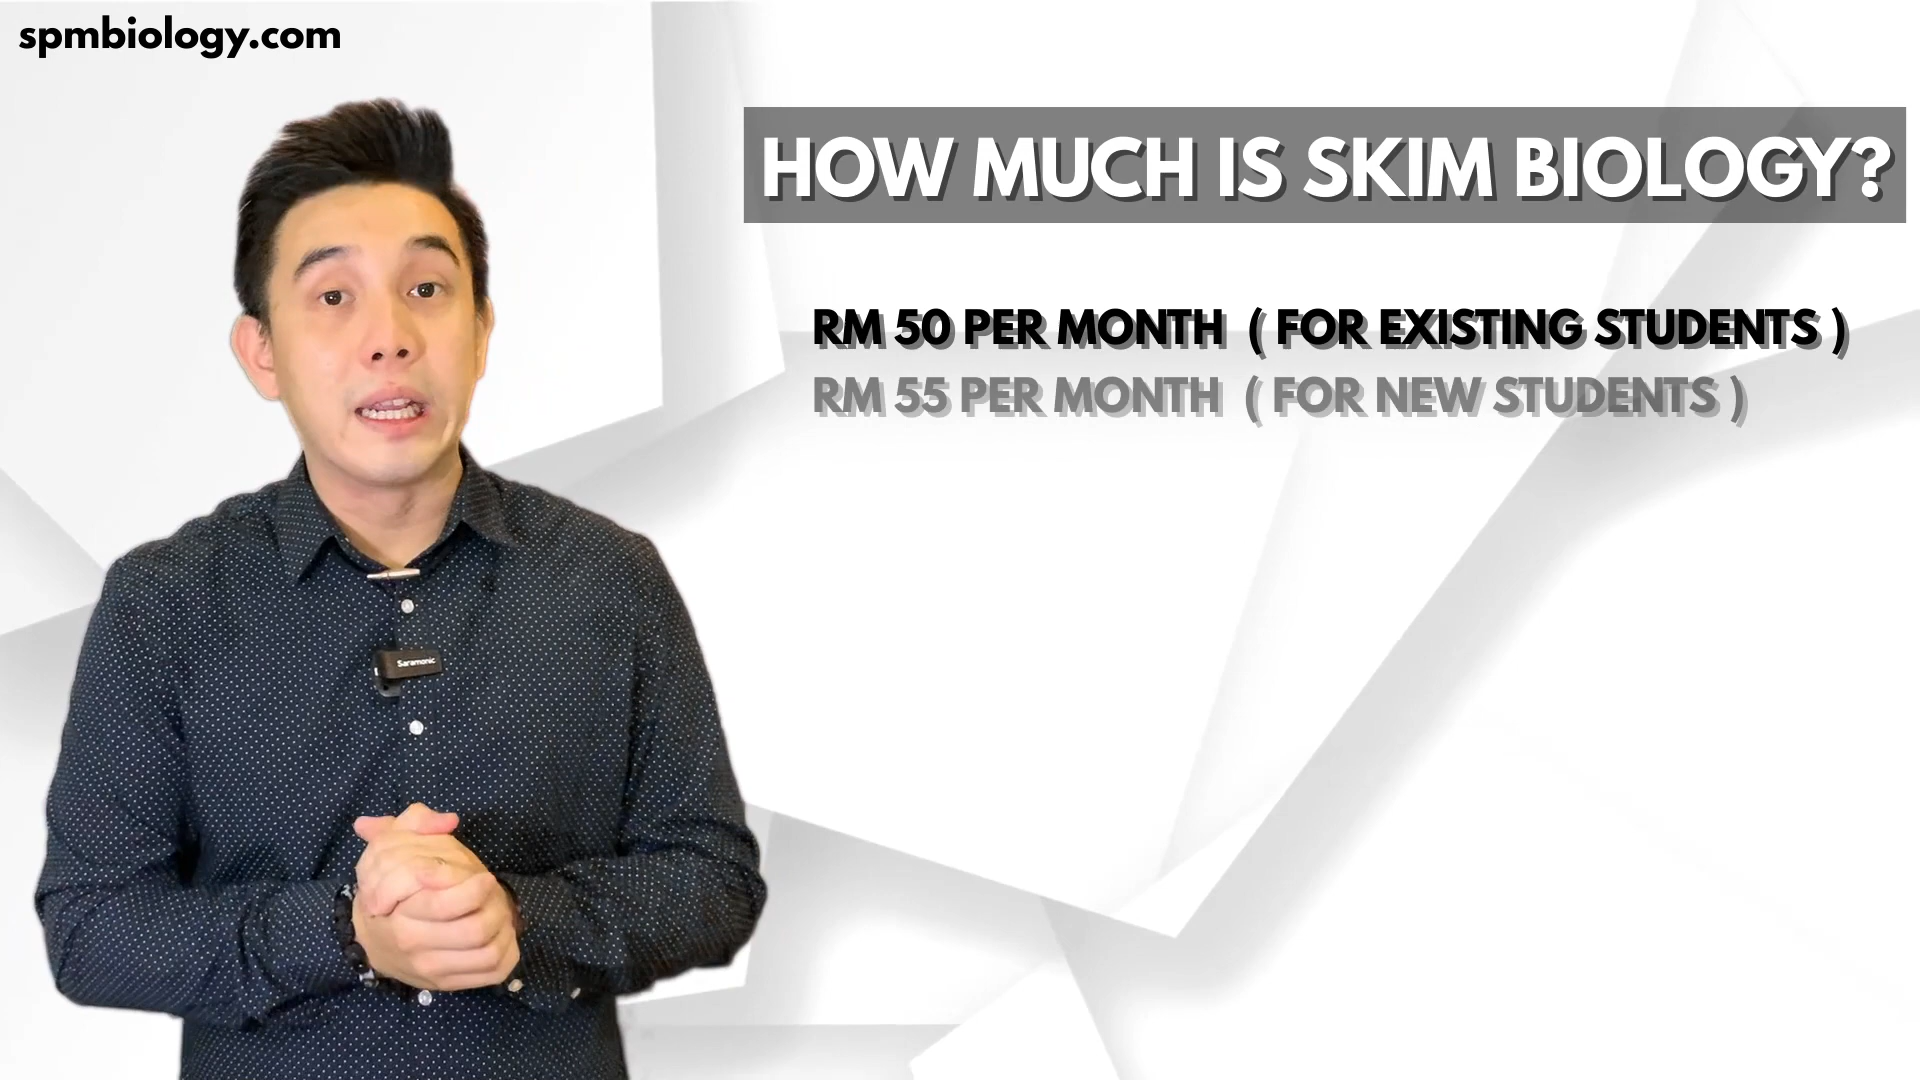 spmbiology.com
HOW MUCH IS SKIM BIOLOGY?
RM 50 PER MONTH ( FOR EXISTING STUDENTS )
RM 55 PER MONTH ( FOR NEW STUDENTS )
Saramonic